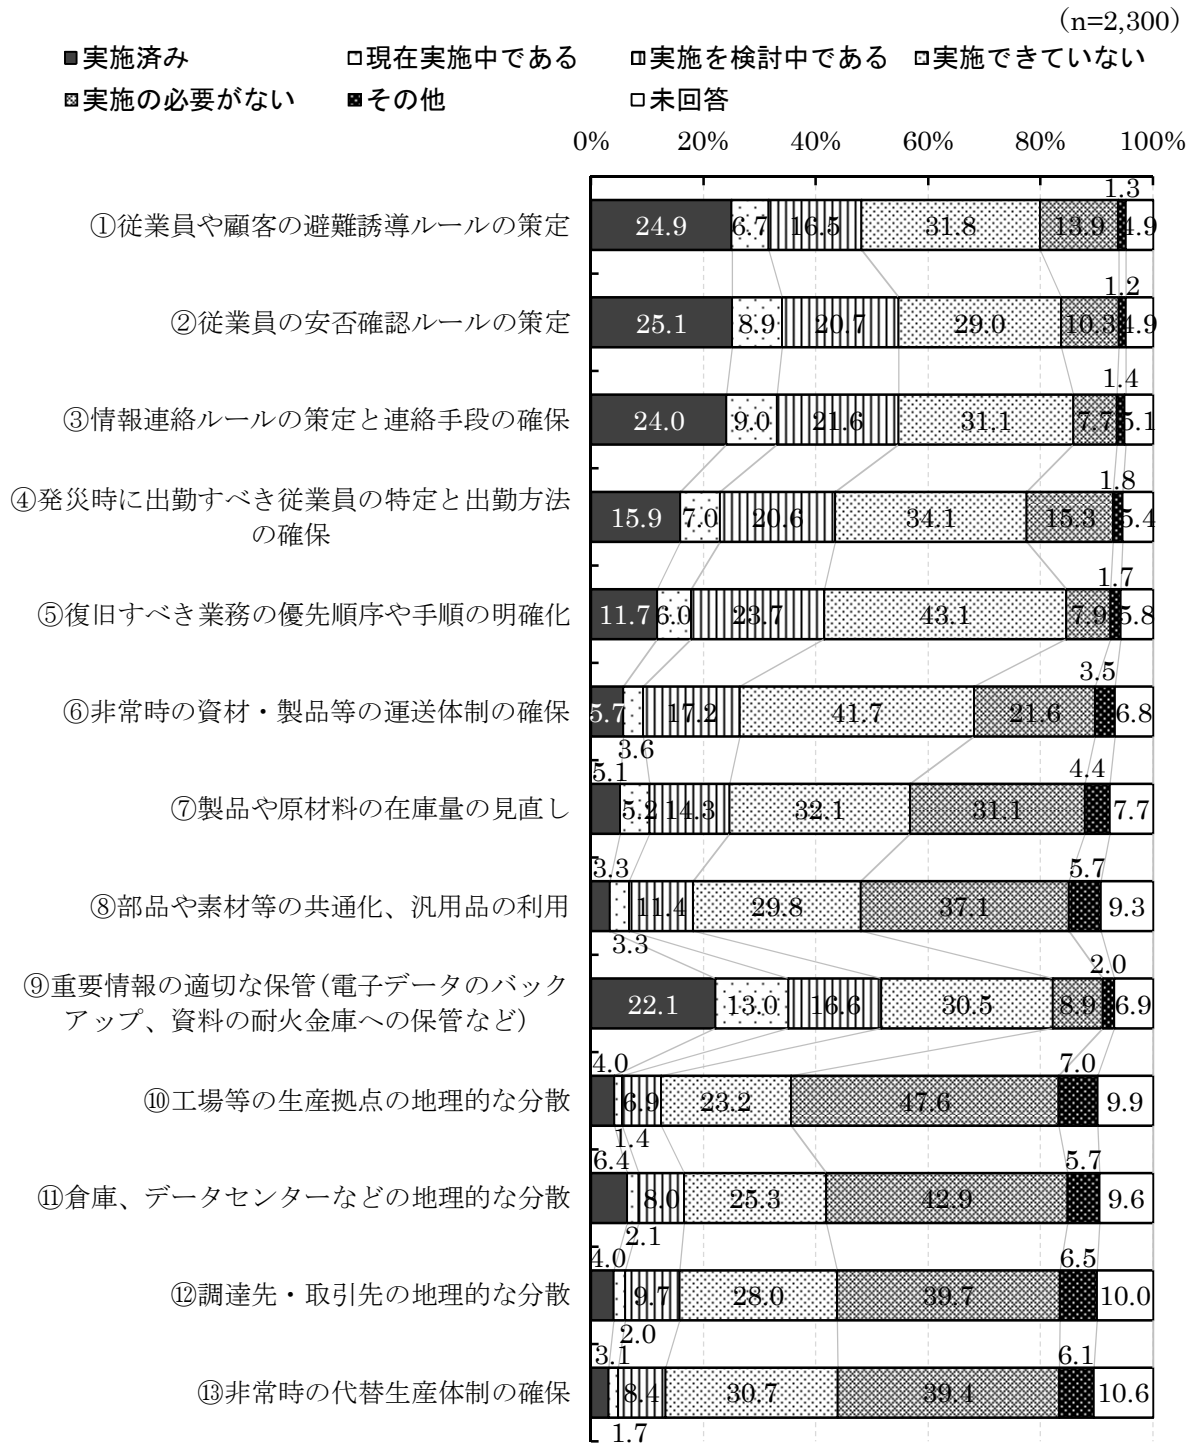 (n=2,300)
実施済み 現在実施中である 実施を検討中である 実施できていない
実施の必要がない その他 未回答
0% 20% 40% 60% 80% 100%
1.3
①従業員や顧客の避難誘導ルールの策定 24.9 6.7 16.5 31.8 13.9 4.9
1.2
②従業員の安否確認ルールの策定 25.1 8.9 20.7 29.0 10.3 4.9
1.4
③情報連絡ルールの策定と連絡手段の確保 24.0 9.0 21.6 31.1 7.7 5.1
1.8
④発災時に出勤すべき従業員の特定と出勤方法
の確保 15.9 7.0 20.6 34.1 15.3 5.4
1.7
⑤復旧すべき業務の優先順序や手順の明確化 11.7 6.0 23.7 43.1 7.9 5.8
3.5
⑥非常時の資材・製品等の運送体制の確保 5.7 17.2 41.7 21.6 6.8
3.6
5.1 4.4
⑦製品や原材料の在庫量の見直し 5.2 14.3 32.1 31.1 7.7
3.3 5.7
⑧部品や素材等の共通化、汎用品の利用 11.4 29.8 37.1 9.3
3.3
2.0
⑨重要情報の適切な保管(電子データのバック
アップ、資料の耐火金庫への保管など) 22.1 13.0 16.6 30.5 8.9 6.9
4.0 7.0
⑩工場等の生産拠点の地理的な分散 6.9 23.2 47.6 9.9
1.4
6.4 5.7
⑪倉庫、データセンターなどの地理的な分散 8.0 25.3 42.9 9.6
2.1
4.0 6.5
⑫調達先・取引先の地理的な分散 9.7 28.0 39.7 10.0
2.0
3.1 6.1
⑬非常時の代替生産体制の確保 8.4 30.7 39.4 10.6
1.7